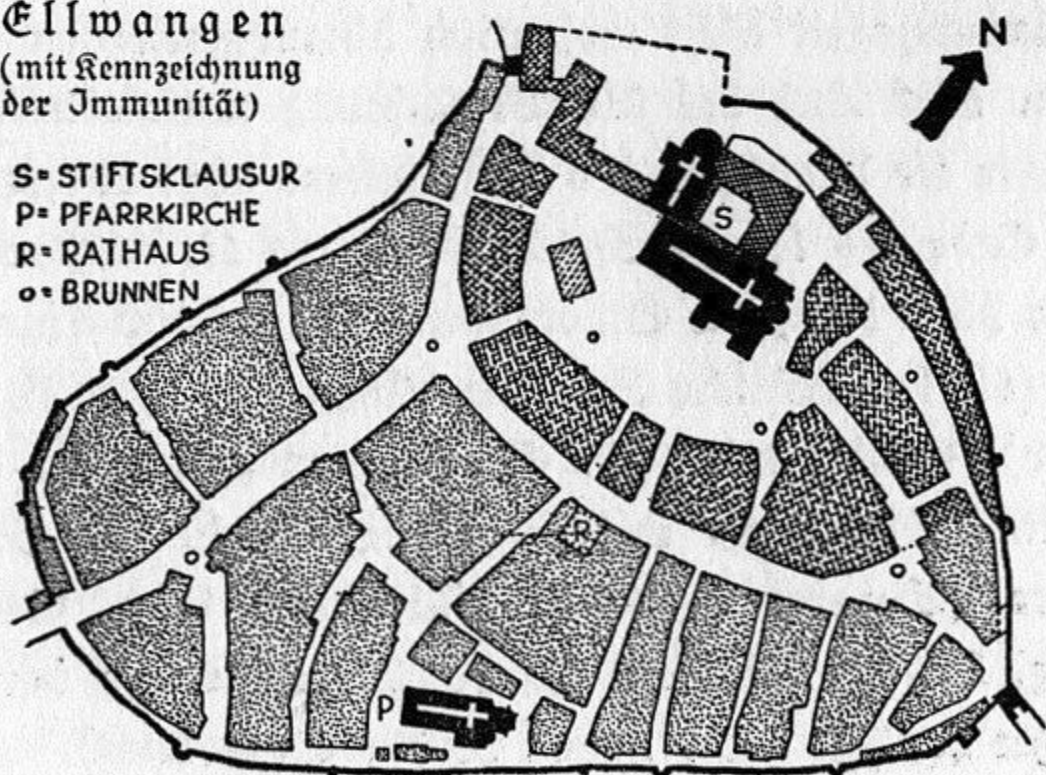 Ellwangen
(mit Kennzeichnung
der Immunität)
S = STIFTSKLAUSUR
P = PFARRKIRCHE
R = RATHAUS
o = BRUNNEN
N
S
R
P